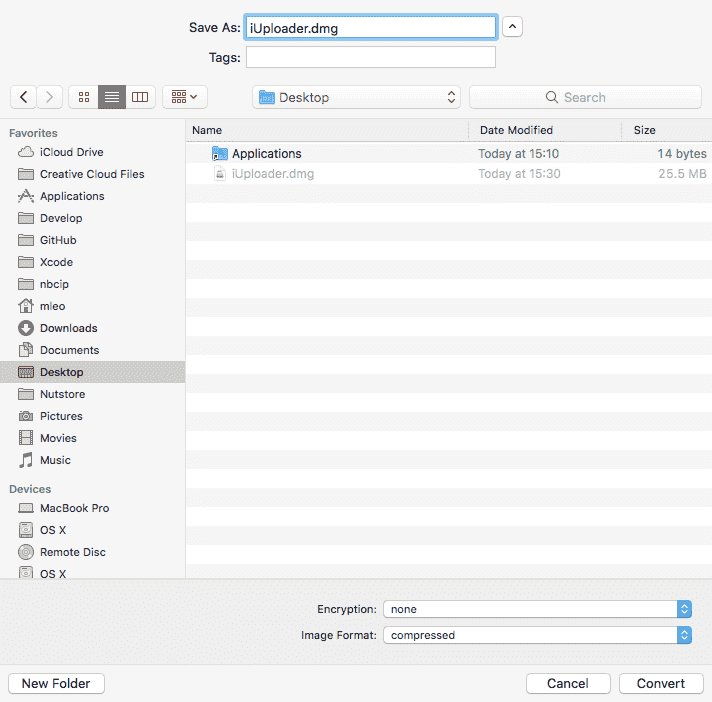 Save As: iUploader.dmg
Tags:
Desktop
Search
Favorites
iCloud Drive
Creative Cloud Files
Applications
Develop
GitHub
Xcode
nbcip
mleo
Downloads
Documents
Desktop
Nutstore
Pictures
Movies
Music
Devices
MacBook Pro
OS X
Remote Disc
OS X
Name Date Modified Size
Applications Today at 15:10 14 bytes
iUploader.dmg Today at 15:30 25.5 MB
Encryption: none
Image Format: compressed
New Folder Cancel Convert